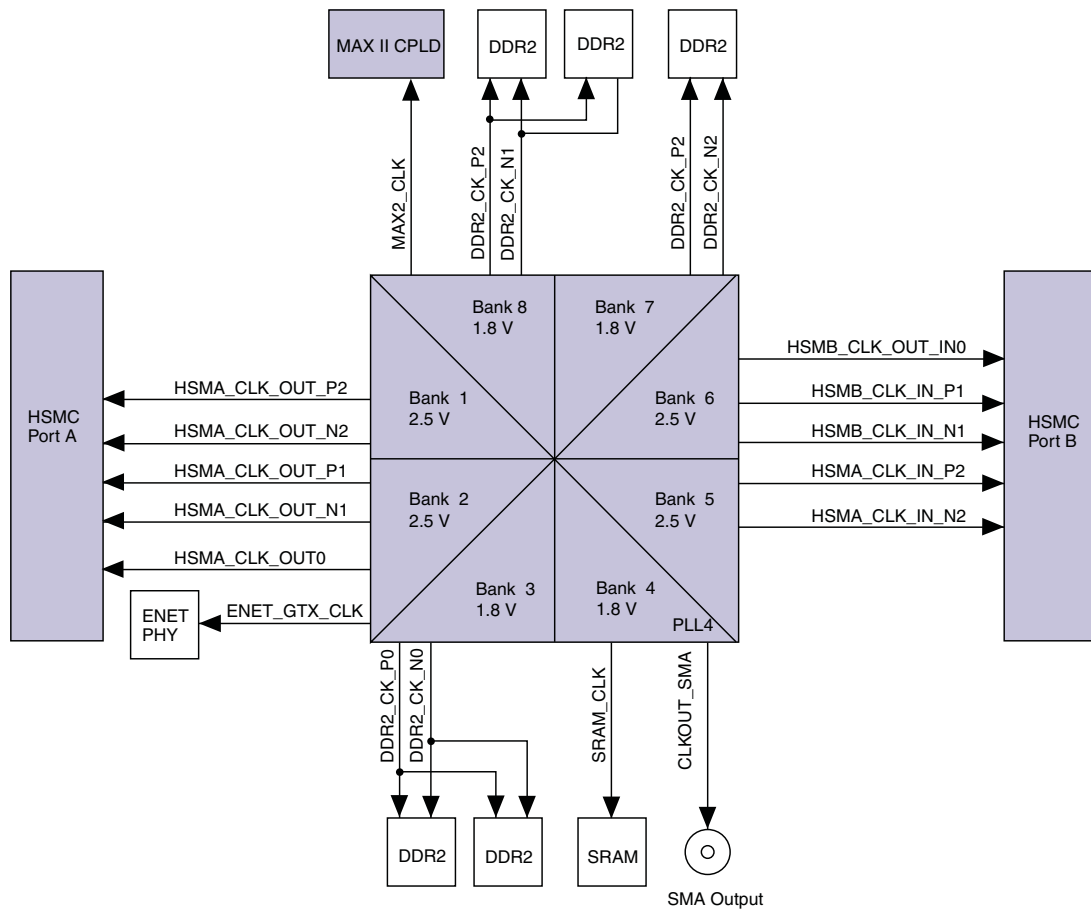 MAX II CPLD
DDR2
DDR2
DDR2
MAX2_CLK
DDR2_CK_P2
DDR2_CK_N1
DDR2_CK_P2
DDR2_CK_N2
HSMC
Port A
HSMA_CLK_OUT_P2
HSMA_CLK_OUT_N2
HSMA_CLK_OUT_P1
HSMA_CLK_OUT_N1
HSMA_CLK_OUT0
ENET_GTX_CLK
ENET
PHY
Bank 8
1.8 V
Bank 7
1.8 V
Bank 1
2.5 V
Bank 6
2.5 V
Bank 2
2.5 V
Bank 5
2.5 V
Bank 3
1.8 V
Bank 4
1.8 V
PLL4
HSMB_CLK_OUT_IN0
HSMB_CLK_IN_P1
HSMB_CLK_IN_N1
HSMA_CLK_IN_P2
HSMA_CLK_IN_N2
HSMC
Port B
DDR2_CK_P0
DDR2_CK_N0
SRAM_CLK
CLKOUT_SMA
DDR2
DDR2
SRAM
SMA Output